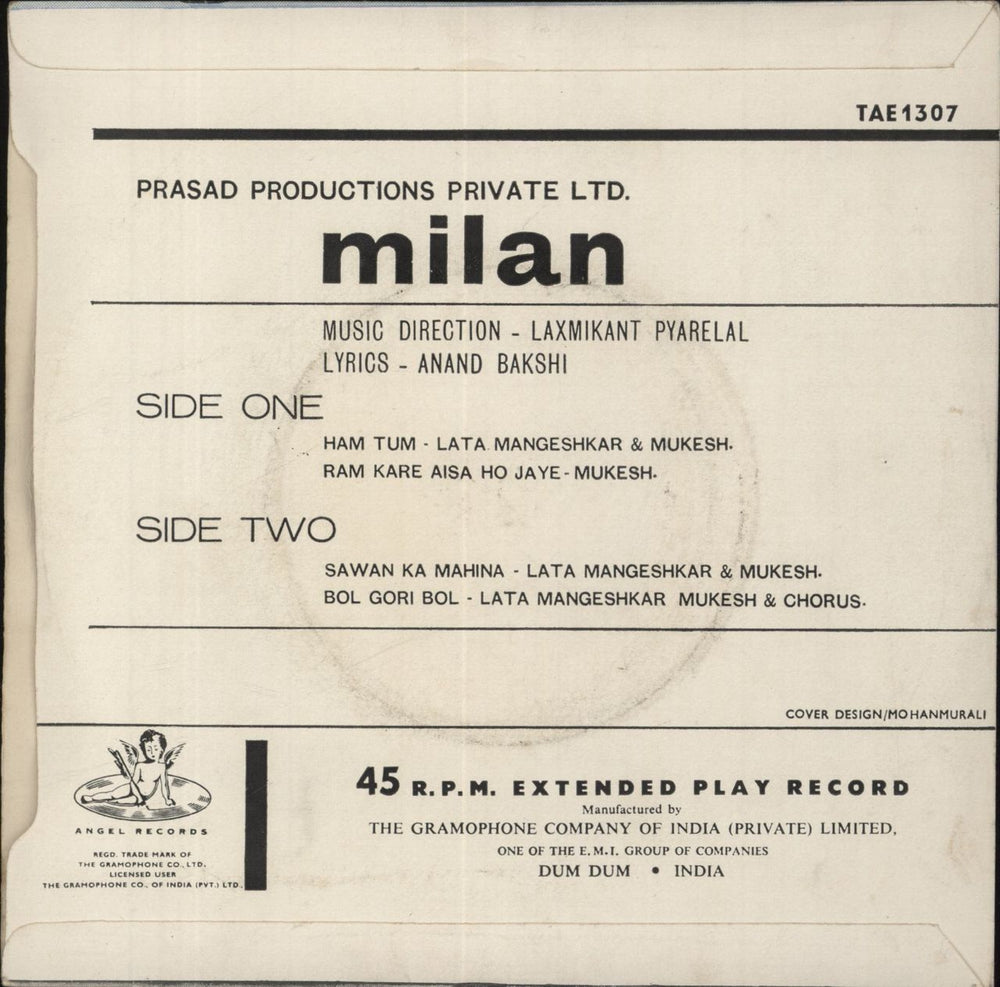 TAE1307
PRASAD PRODUCTIONS PRIVATE LTD.
milan
MUSIC DIRECTION - LAXMIKANT PYARELAL
LYRICS - ANAND BAKSHI
SIDE ONE
HAM TUM - LATA MANGESHKAR & MUKESH.
RAM KARE AISA HO JAYE - MUKESH.
SIDE TWO
SAWAN KA MAHINA - LATA MANGESHKAR & MUKESH.
BOL GORI BOL - LATA MANGESHKAR MUKESH & CHORUS.
COVER DESIGN/MOHANMURALI
ANGEL RECORDS
REGD. TRADE MARK OF
THE GRAMOPHONE CO., LTD.
LICENSED USER
THE GRAMOPHONE CO. OF INDIA (PVT.) LTD.
45 R.P.M. EXTENDED PLAY RECORD
Manufactured by
THE GRAMOPHONE COMPANY OF INDIA (PRIVATE) LIMITED,
ONE OF THE E.M.I. GROUP OF COMPANIES
DUM DUM • INDIA